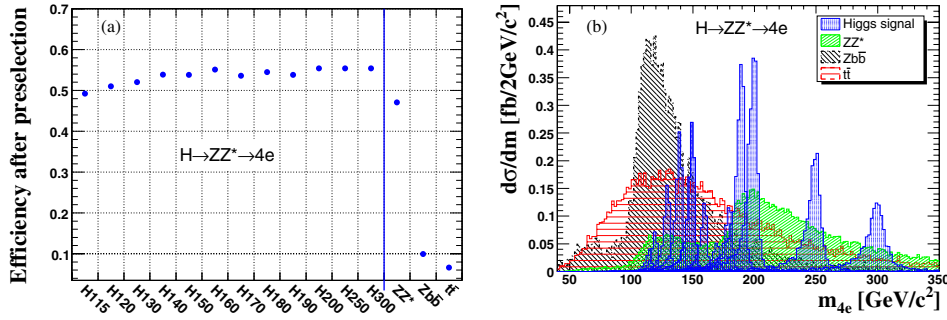 (a)
Efficiency after preselection
0.7
0.6
0.5
0.4
0.3
0.2
0.1
H→ZZ*→4e
H115
H120
H130
H140
H150
H160
H170
H180
H190
H200
H250
H300
ZZ*
Zbb̄
tt̄
(b)
H→ZZ*→4e
dσ/dm [fb/2GeV/c²]
0.45
0.4
0.35
0.3
0.25
0.2
0.15
0.1
0.05
0
50
100
150
200
250
300
350
m4e [GeV/c²]
Higgs signal
ZZ*
Zbb̄
tt̄